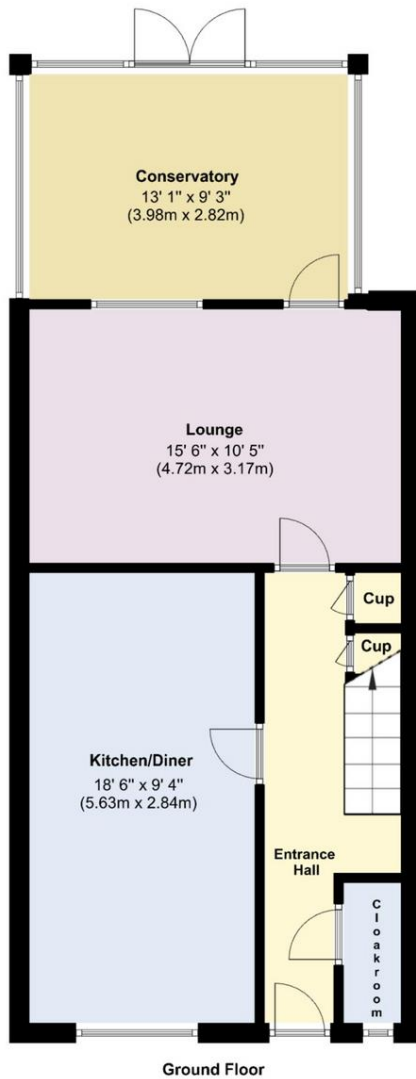 Conservatory
13' 1" x 9' 3"
(3.98m x 2.82m)
Lounge
15' 6" x 10' 5"
(4.72m x 3.17m)
Cup
Cup
Kitchen/Diner
18' 6" x 9' 4"
(5.63m x 2.84m)
Entrance
Hall
Cloakroom
Ground Floor